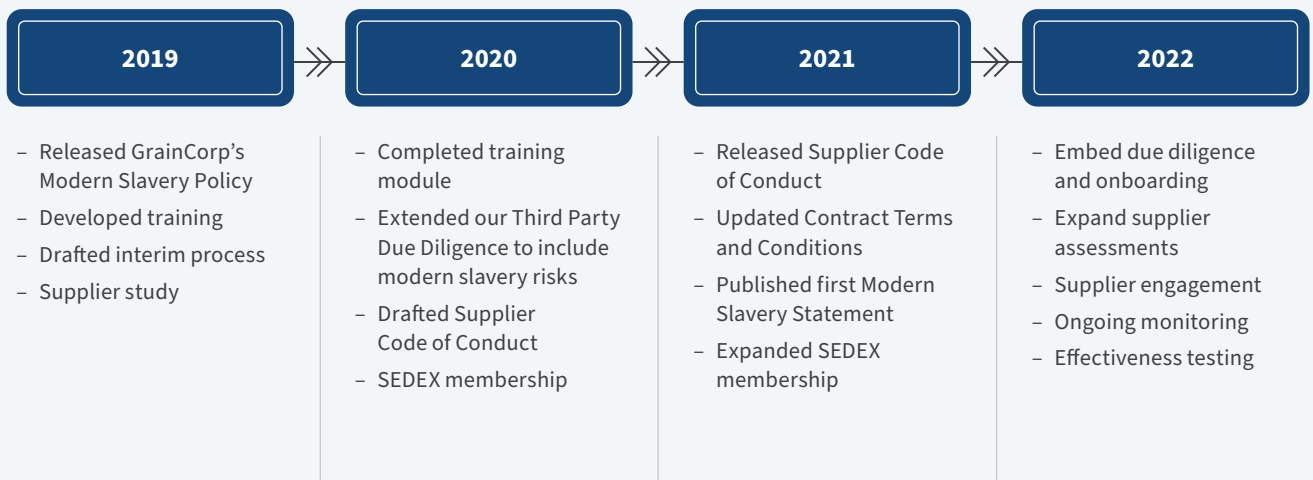 2019
2020
2021
2022
– Released GrainCorp’s
Modern Slavery Policy
– Developed training
– Drafted interim process
– Supplier study
– Completed training
module
– Extended our Third Party
Due Diligence to include
modern slavery risks
– Drafted Supplier
Code of Conduct
– SEDEX membership
– Released Supplier Code
of Conduct
– Updated Contract Terms
and Conditions
– Published first Modern
Slavery Statement
– Expanded SEDEX
membership
– Embed due diligence
and onboarding
– Expand supplier
assessments
– Supplier engagement
– Ongoing monitoring
– Effectiveness testing